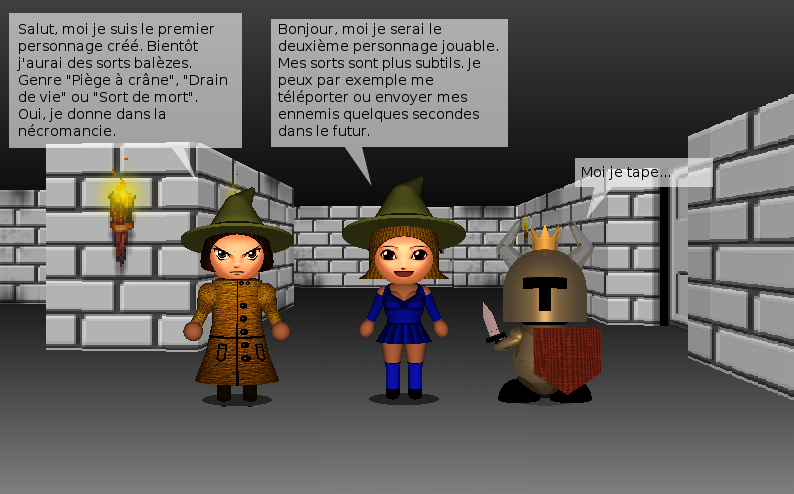 Salut, moi je suis le premier
personnage créé. Bientôt
j'aurai des sorts balèzes.
Genre "Piège à crâne", "Drain
de vie" ou "Sort de mort".
Oui, je donne dans la
nécromancie.
Bonjour, moi je serai le
deuxième personnage jouable.
Mes sorts sont plus subtils. Je
peux par exemple me
téléporter ou envoyer mes
ennemis quelques secondes
dans le futur.
Moi je tape...